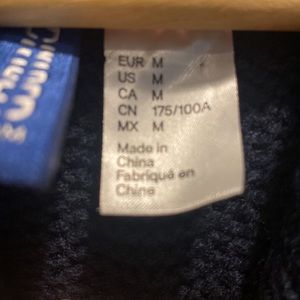 EUR M
US M
CA M
CN 175/100A
MX M
Made in
China
Fabriqué en
Chine